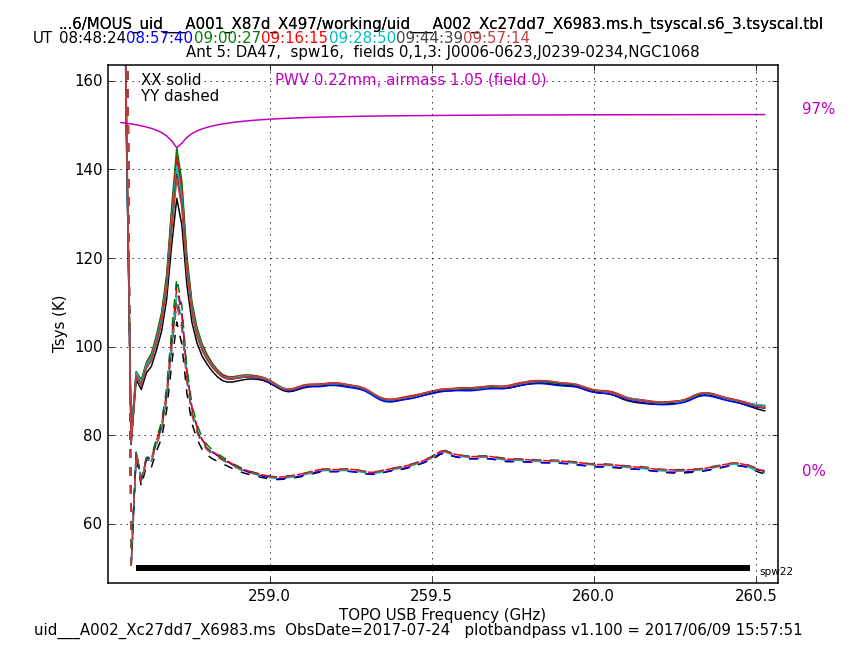 ...6/MOUS_uid___A001_X87d_X497/working/uid___A002_Xc27dd7_X6983.ms.h_tsyscal.s6_3.tsyscal.tbl
UT 08:48:24 08:57:40 09:00:27 09:16:15 09:28:50 09:44:39 09:57:14
Ant 5: DA47, spw16, fields 0,1,3: J0006-0623,J0239-0234,NGC1068
XX solid
YY dashed
PWV 0.22mm, airmass 1.05 (field 0)
97%
0%
160
140
120
100
80
60
Tsys (K)
spw22
259.0 259.5 260.0 260.5
TOPO USB Frequency (GHz)
uid___A002_Xc27dd7_X6983.ms ObsDate=2017-07-24 plotbandpass v1.100 = 2017/06/09 15:57:51